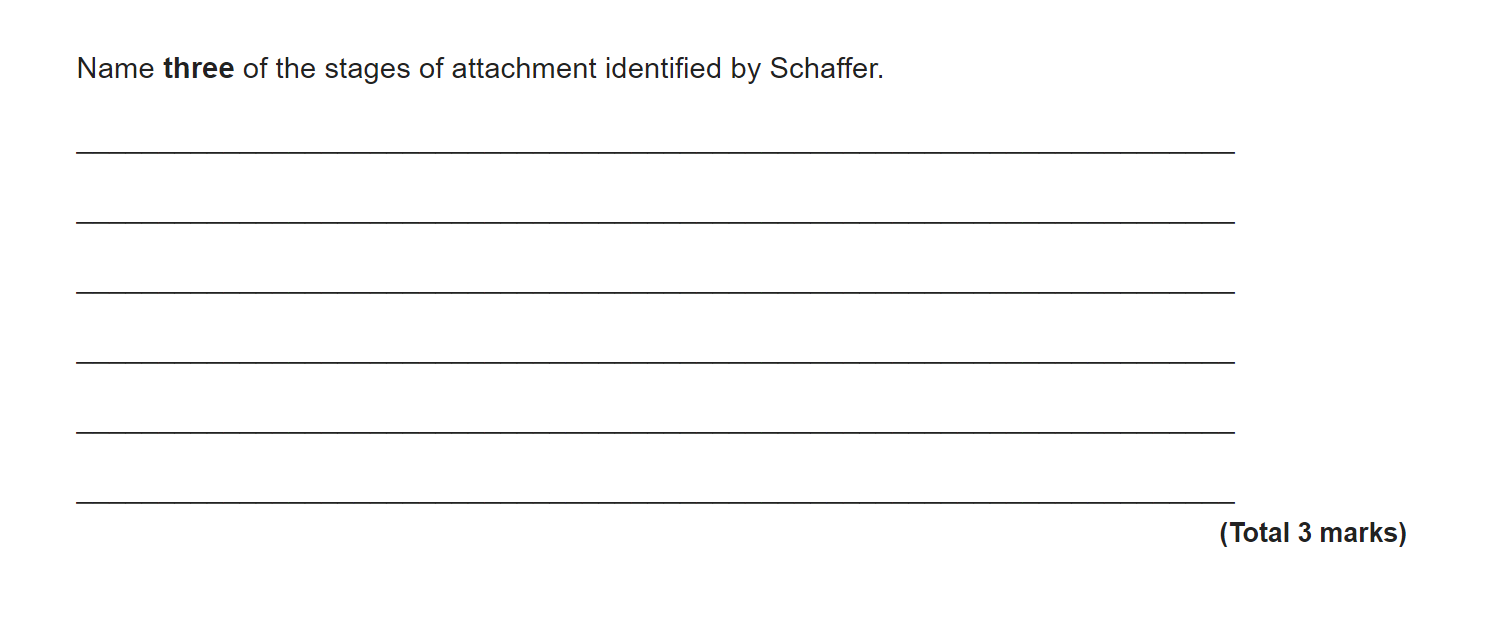 Name three of the stages of attachment identified by Schaffer.
(Total 3 marks)